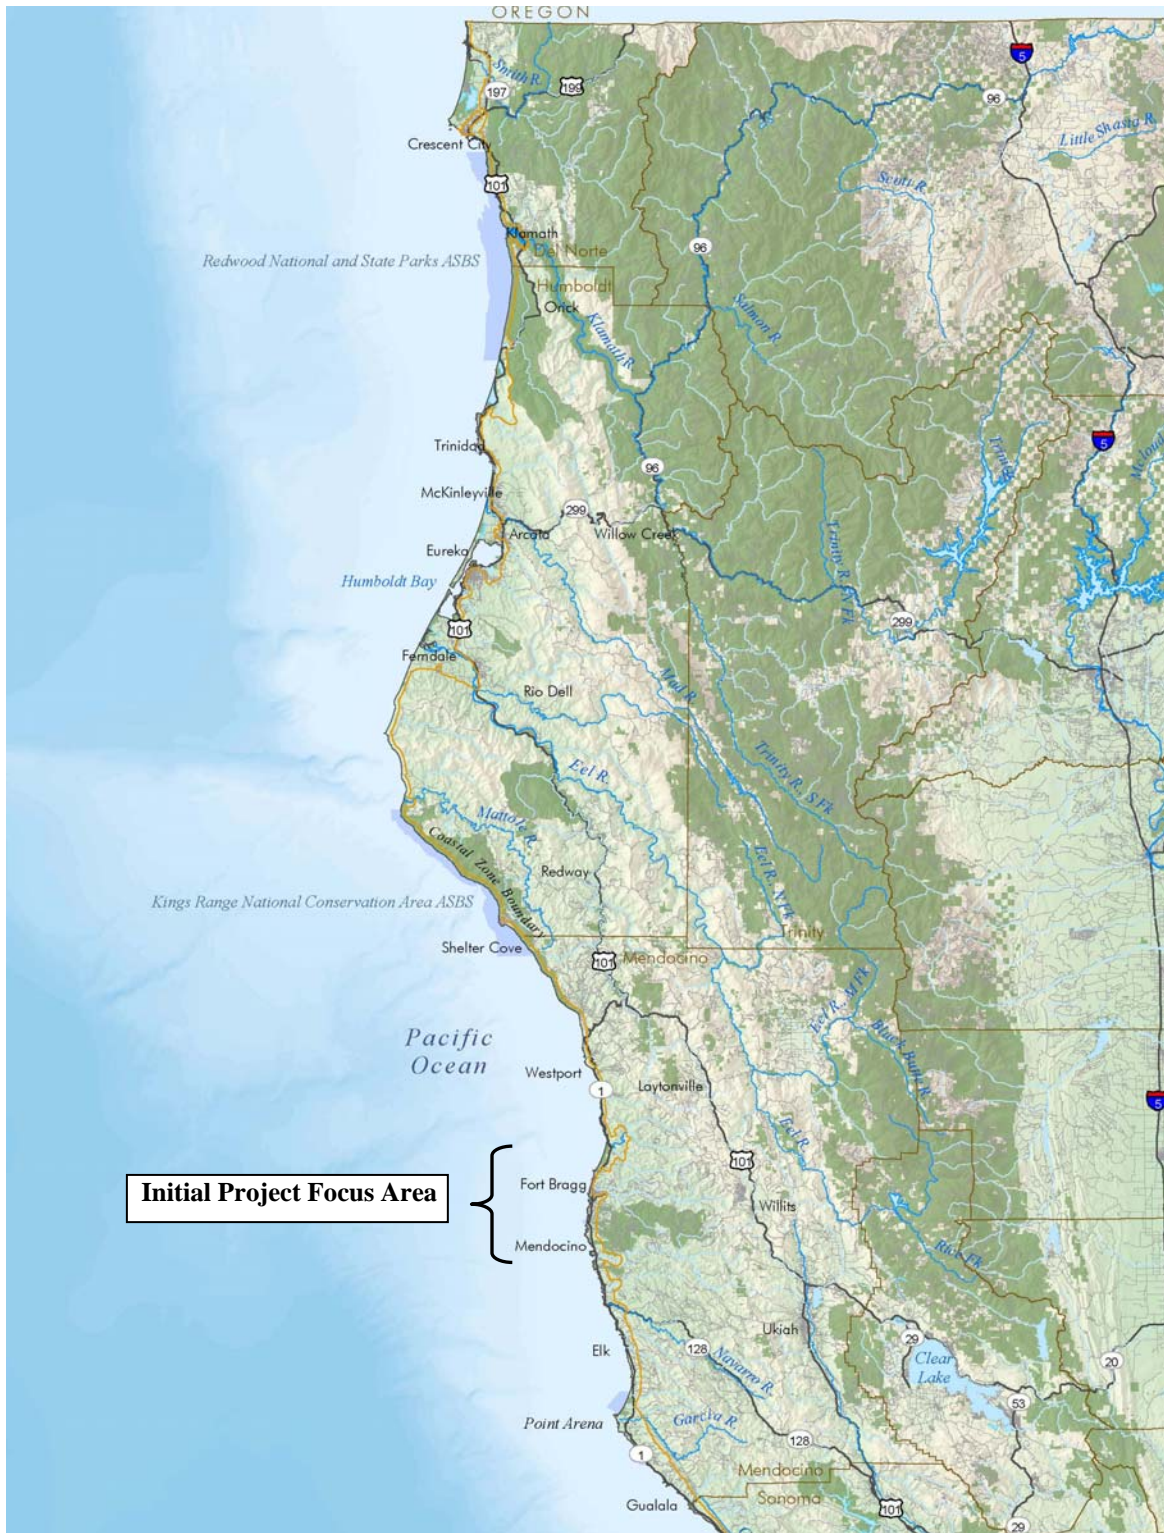 OREGON
5
Smith R.
199
197
96
Little Shasta R.
Crescent City
Scott R.
101
Klamath
96
Del Norte
Redwood National and State Parks ASBS
Humboldt
Orick
Salmon R.
Klamath R.
5
Trinidad
Trinity
96
McKinleyville
299
Arcata
Willow Creek
Eureka
Trinity R., N Fk
Humboldt Bay
299
101
Ferndale
Rio Dell
Mad R.
Eel R.
Trinity R., S Fk
Mattole R.
Coastal Zone Boundary
Redway
Eel R., N Fk
Kings Range National Conservation Area ASBS
Trinity
Shelter Cove
101
Mendocino
Eel R., M Fk
Pacific
Ocean
Black Butte R.
Westport
1
Laytonville
5
Eel R.
101
Initial Project Focus Area
Fort Bragg
Willits
Mendocino
Rice Fk
Ukiah
29
Elk
128
Navarro R.
Clear
Lake
20
53
Point Arena
Garcia R.
128
1
Mendocino
Sonoma
Gualala
101
29